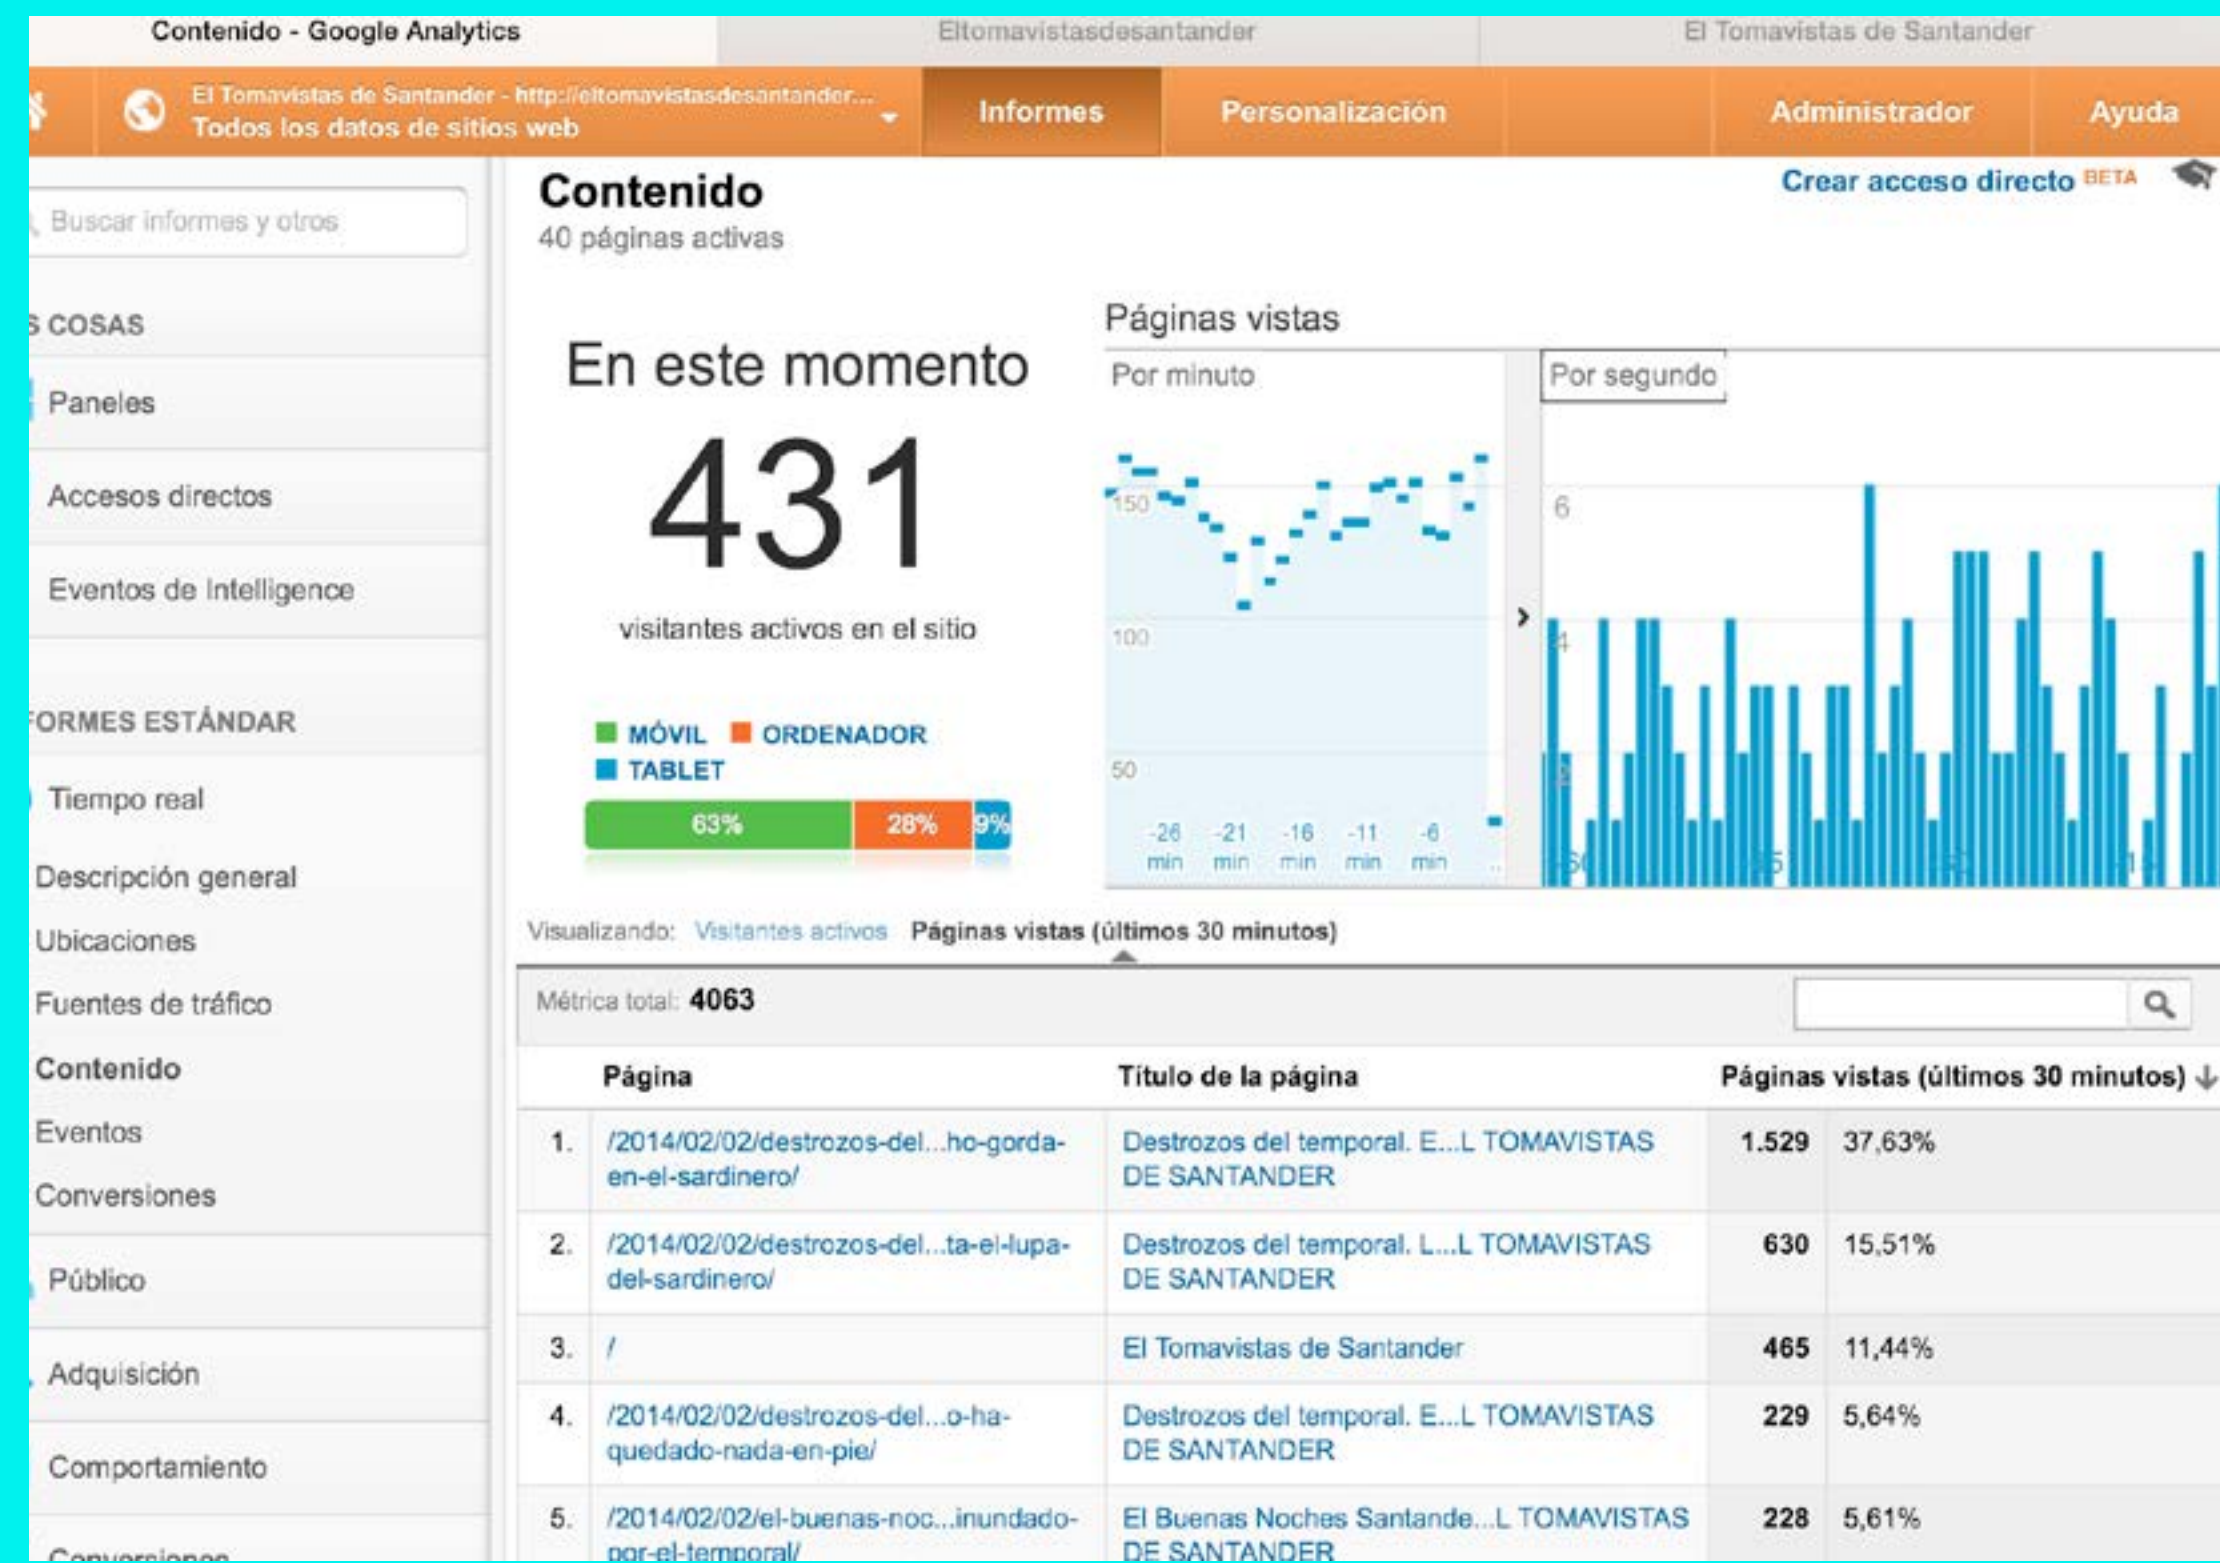 Contenido - Google Analytics
Eltomavistasdesantander
El Tomavistas de Santander
El Tomavistas de Santander - http://eltomavistasdesantander...
Todos los datos de sitios web
Informes
Personalización
Administrador
Ayuda
Buscar informes y otros
Contenido
40 páginas activas
Crear acceso directo BETA
S COSAS
Paneles
Accesos directos
Eventos de Intelligence
ORMES ESTÁNDAR
Tiempo real
Descripción general
Ubicaciones
Fuentes de tráfico
Contenido
Eventos
Conversiones
Público
Adquisición
Comportamiento
Conversiones
En este momento
431
visitantes activos en el sitio
MÓVIL ORDENADOR
TABLET
63% 28% 9%
Páginas vistas
Por minuto
150
100
50
-26 -21 -16 -11 -6
min min min min min
Por segundo
6
4
2
Visualizando: Visitantes activos Páginas vistas (últimos 30 minutos)
Métrica total: 4063
Página Título de la página Páginas vistas (últimos 30 minutos)
1. /2014/02/02/destrozos-del...ho-gorda- Destrozos del temporal. E...L TOMAVISTAS 1.529 37,63%
en-el-sardinero/ DE SANTANDER
2. /2014/02/02/destrozos-del...ta-el-lupa- Destrozos del temporal. L...L TOMAVISTAS 630 15,51%
del-sardinero/ DE SANTANDER
3. / El Tomavistas de Santander 465 11,44%
4. /2014/02/02/destrozos-del...o-ha- Destrozos del temporal. E...L TOMAVISTAS 229 5,64%
quedado-nada-en-pie/ DE SANTANDER
5. /2014/02/02/el-buenas-noc...inundado- El Buenas Noches Santande...L TOMAVISTAS 228 5,61%
por-el-temporal/ DE SANTANDER